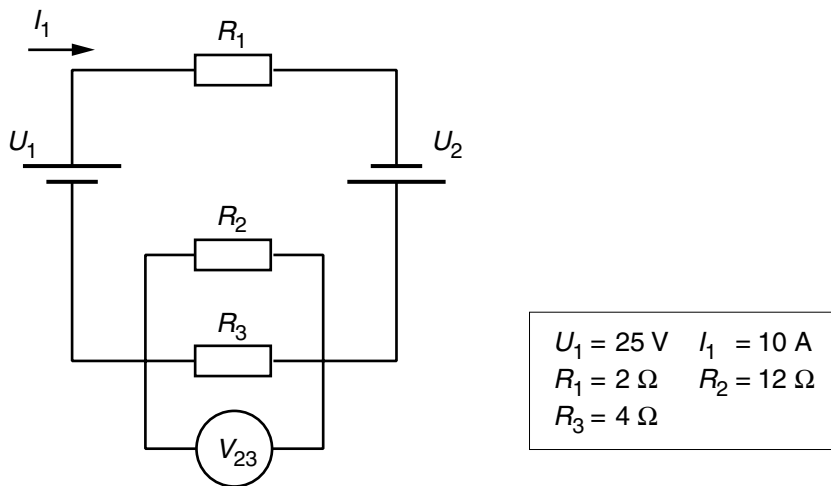 I1
R1
U1
U2
R2
R3
V23
U1 = 25 V I1 = 10 A
R1 = 2 Ω R2 = 12 Ω
R3 = 4 Ω